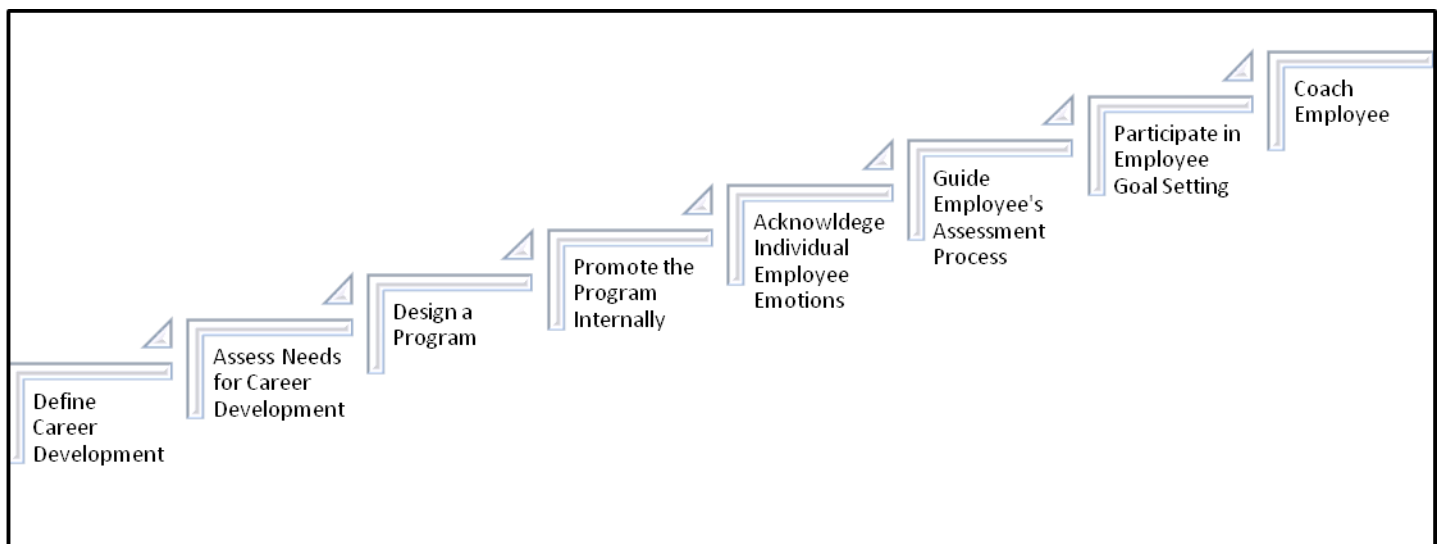 Define
Career
Development
Assess Needs
for Career
Development
Design a
Program
Promote the
Program
Internally
Acknowldege
Individual
Employee
Emotions
Guide
Employee's
Assessment
Process
Participate in
Employee
Goal Setting
Coach
Employee